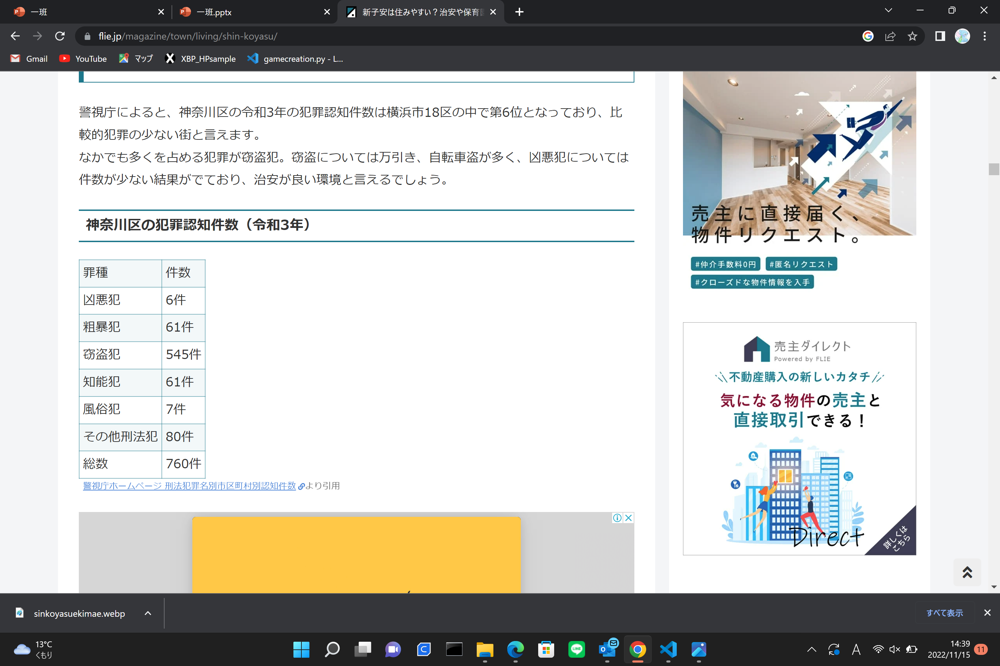 一班
一班.pptx
新子安は住みやすい？治安や保育
flie.jp/magazine/town/living/shin-koyasu/
Gmail
YouTube
マップ
XBP_HPsample
gamecreation.py - L...
警視庁によると、神奈川区の令和3年の犯罪認知件数は横浜市18区の中で第6位となっており、比
較的犯罪の少ない街と言えます。
なかでも多くを占める犯罪が窃盗犯。窃盗については万引き、自転車盗が多く、凶悪犯については
件数が少ない結果がでており、治安が良い環境と言えるでしょう。
神奈川区の犯罪認知件数（令和3年）
罪種 件数
凶悪犯 6件
粗暴犯 61件
窃盗犯 545件
知能犯 61件
風俗犯 7件
その他刑法犯 80件
総数 760件
警視庁ホームページ 刑法犯罪名別市区町村別認知件数 より引用
売主に直接届く、
物件リクエスト。
#仲介手数料0円 #匿名リクエスト
#クローズドな物件情報を入手
売主ダイレクト
Powered by FLIE
不動産購入の新しいカタチ
気になる物件の売主と
直接取引できる！
Direct
詳しくは
こちら
sinkoyasuekimae.webp
すべて表示
13°C
くもり
LINE
A
14:39
2022/11/15
11